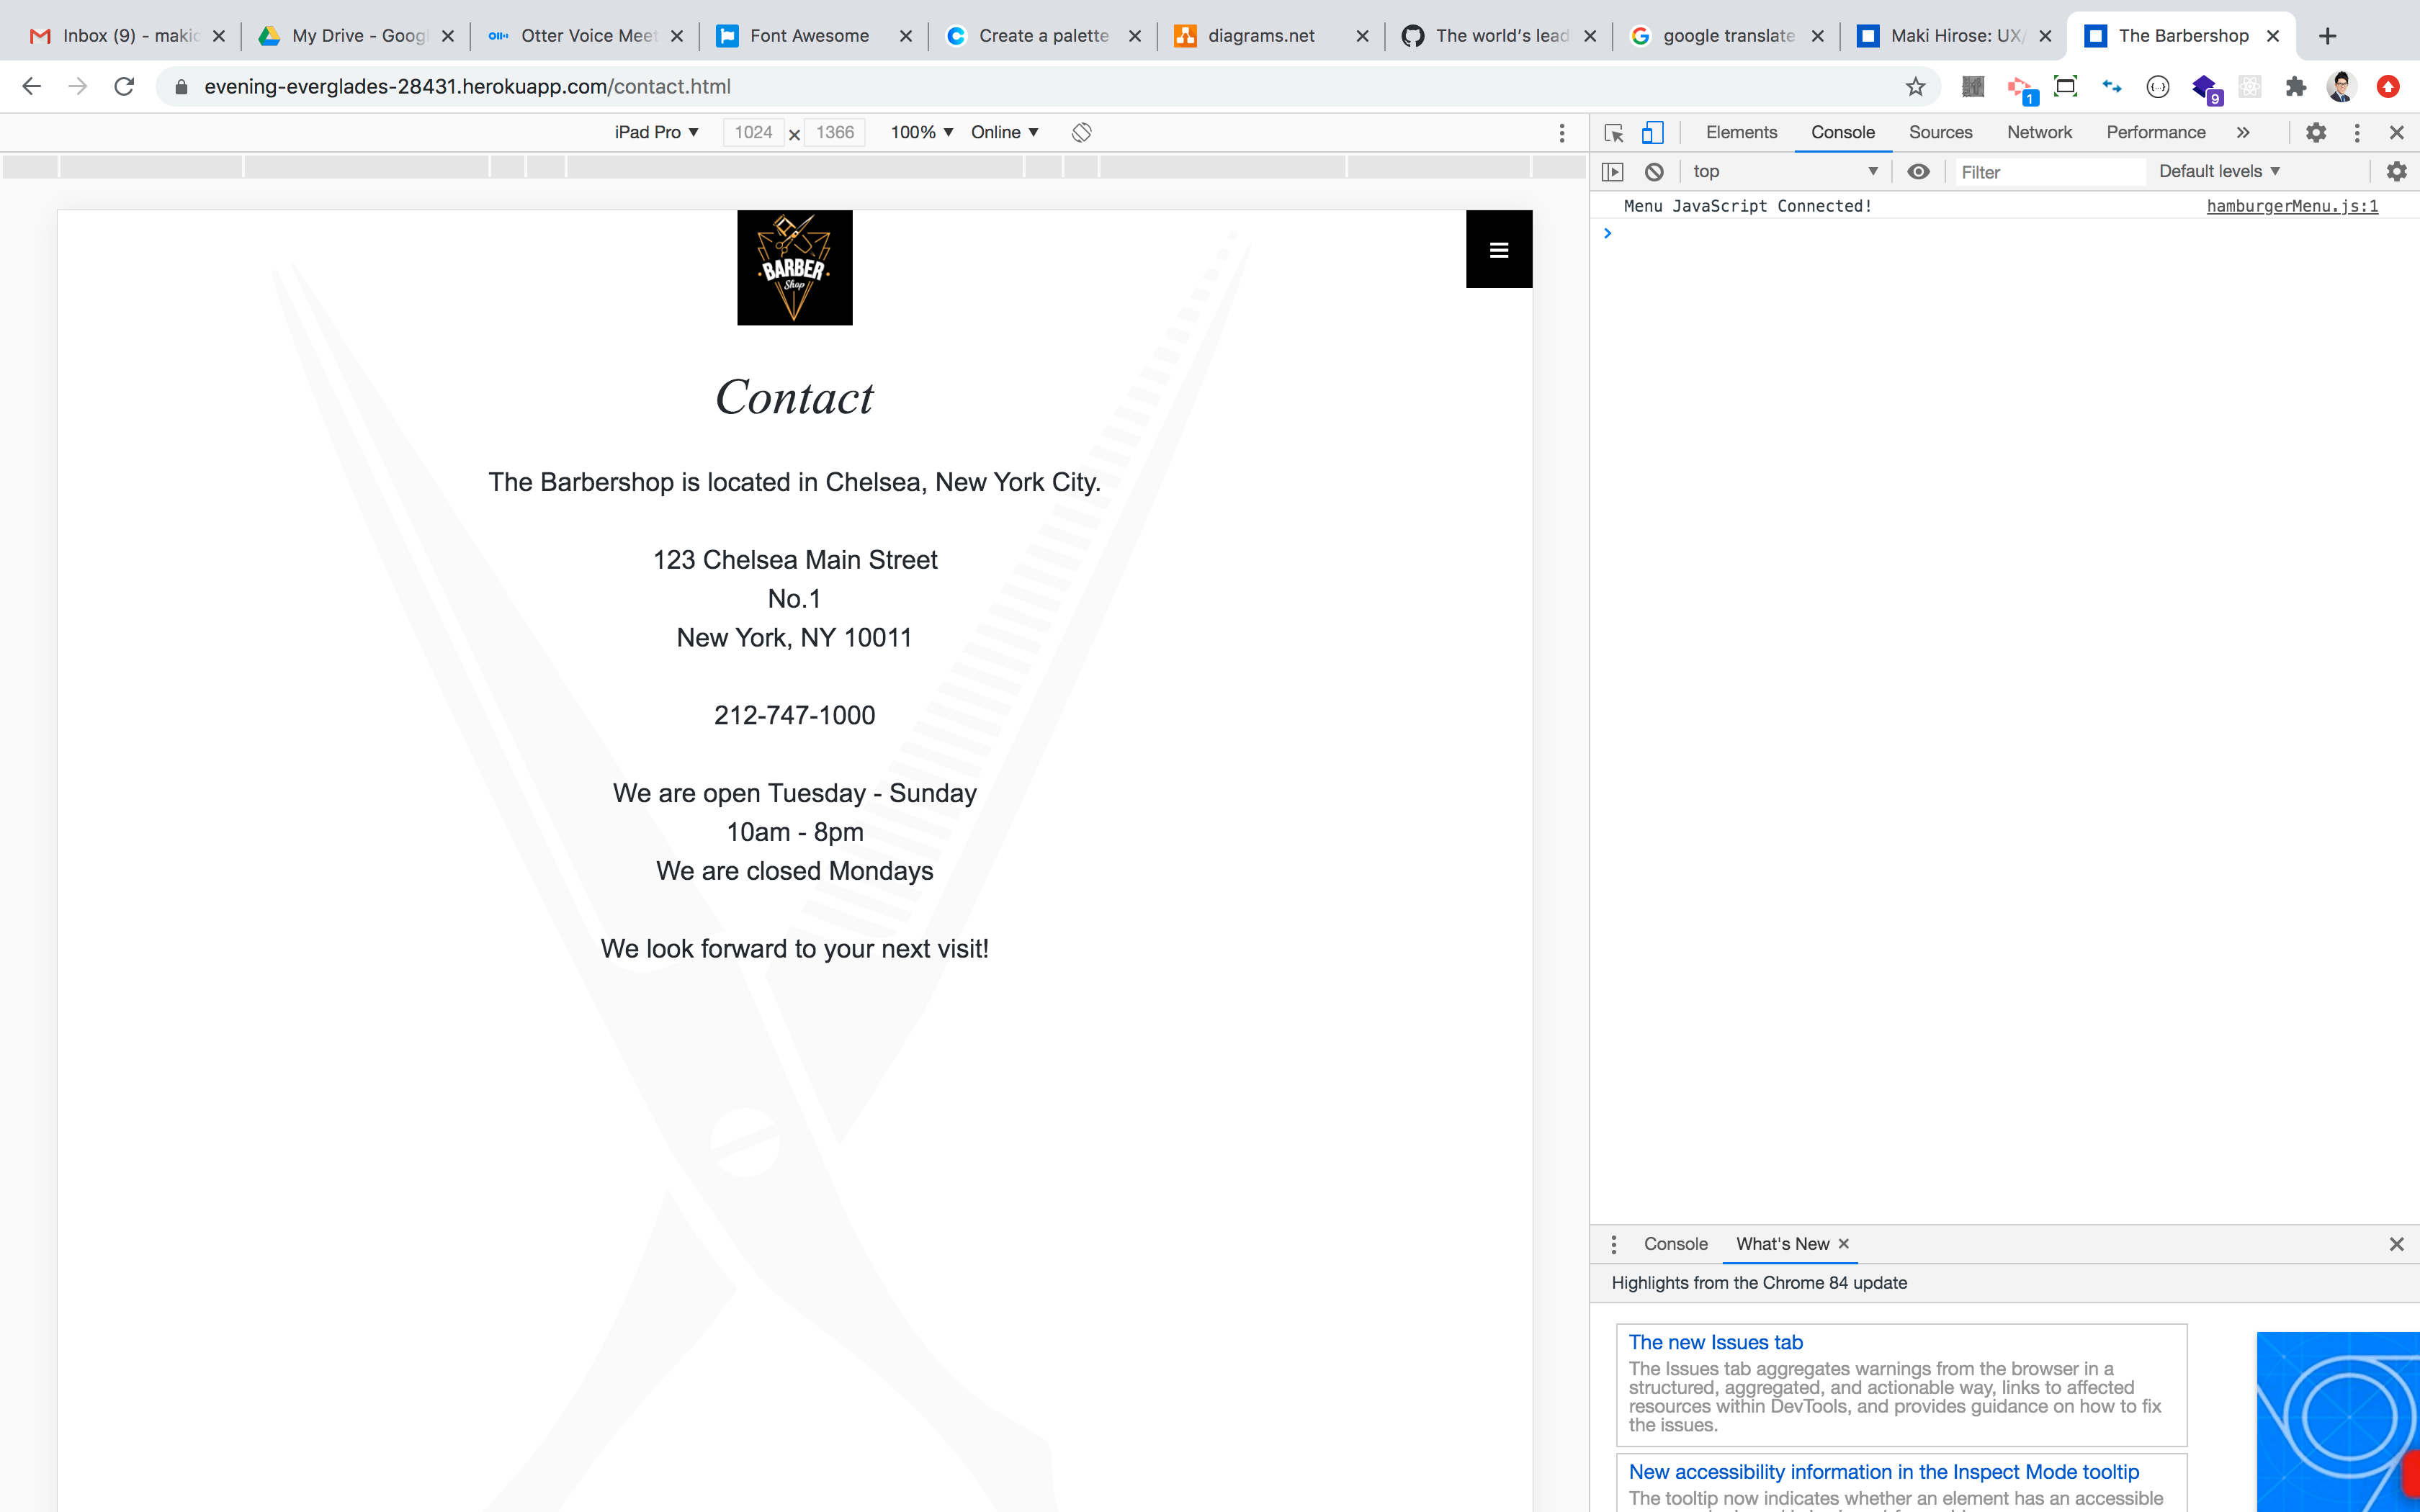 Inbox (9) - makic
My Drive - Googl
Otter Voice Meet
Font Awesome
Create a palette
diagrams.net
The world's lead
google translate
Maki Hirose: UX/
The Barbershop
evening-everglades-28431.herokuapp.com/contact.html
1
9
iPad Pro ▼ 1024 × 1366 100% ▼ Online ▼
BARBER
Shop
Contact
The Barbershop is located in Chelsea, New York City.
123 Chelsea Main Street
No.1
New York, NY 10011
212-747-1000
We are open Tuesday - Sunday
10am - 8pm
We are closed Mondays
We look forward to your next visit!
Elements Console Sources Network Performance »
top ▼ Filter Default levels ▼
Menu JavaScript Connected! hamburgerMenu.js:1
Console What's New
Highlights from the Chrome 84 update
The new Issues tab
The Issues tab aggregates warnings from the browser in a
structured, aggregated, and actionable way, links to affected
resources within DevTools, and provides guidance on how to fix
the issues.
New accessibility information in the Inspect Mode tooltip
The tooltip now indicates whether an element has an accessible